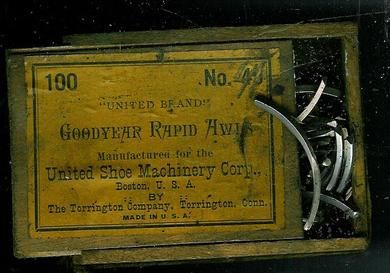 100 No.
"UNITED BRAND"
GOODYEAR RAPID AWLS
Manufactured for the
United Shoe Machinery Corp.,
Boston, U. S. A.
BY
The Torrington Company, Torrington, Conn.
MADE IN U. S. A.